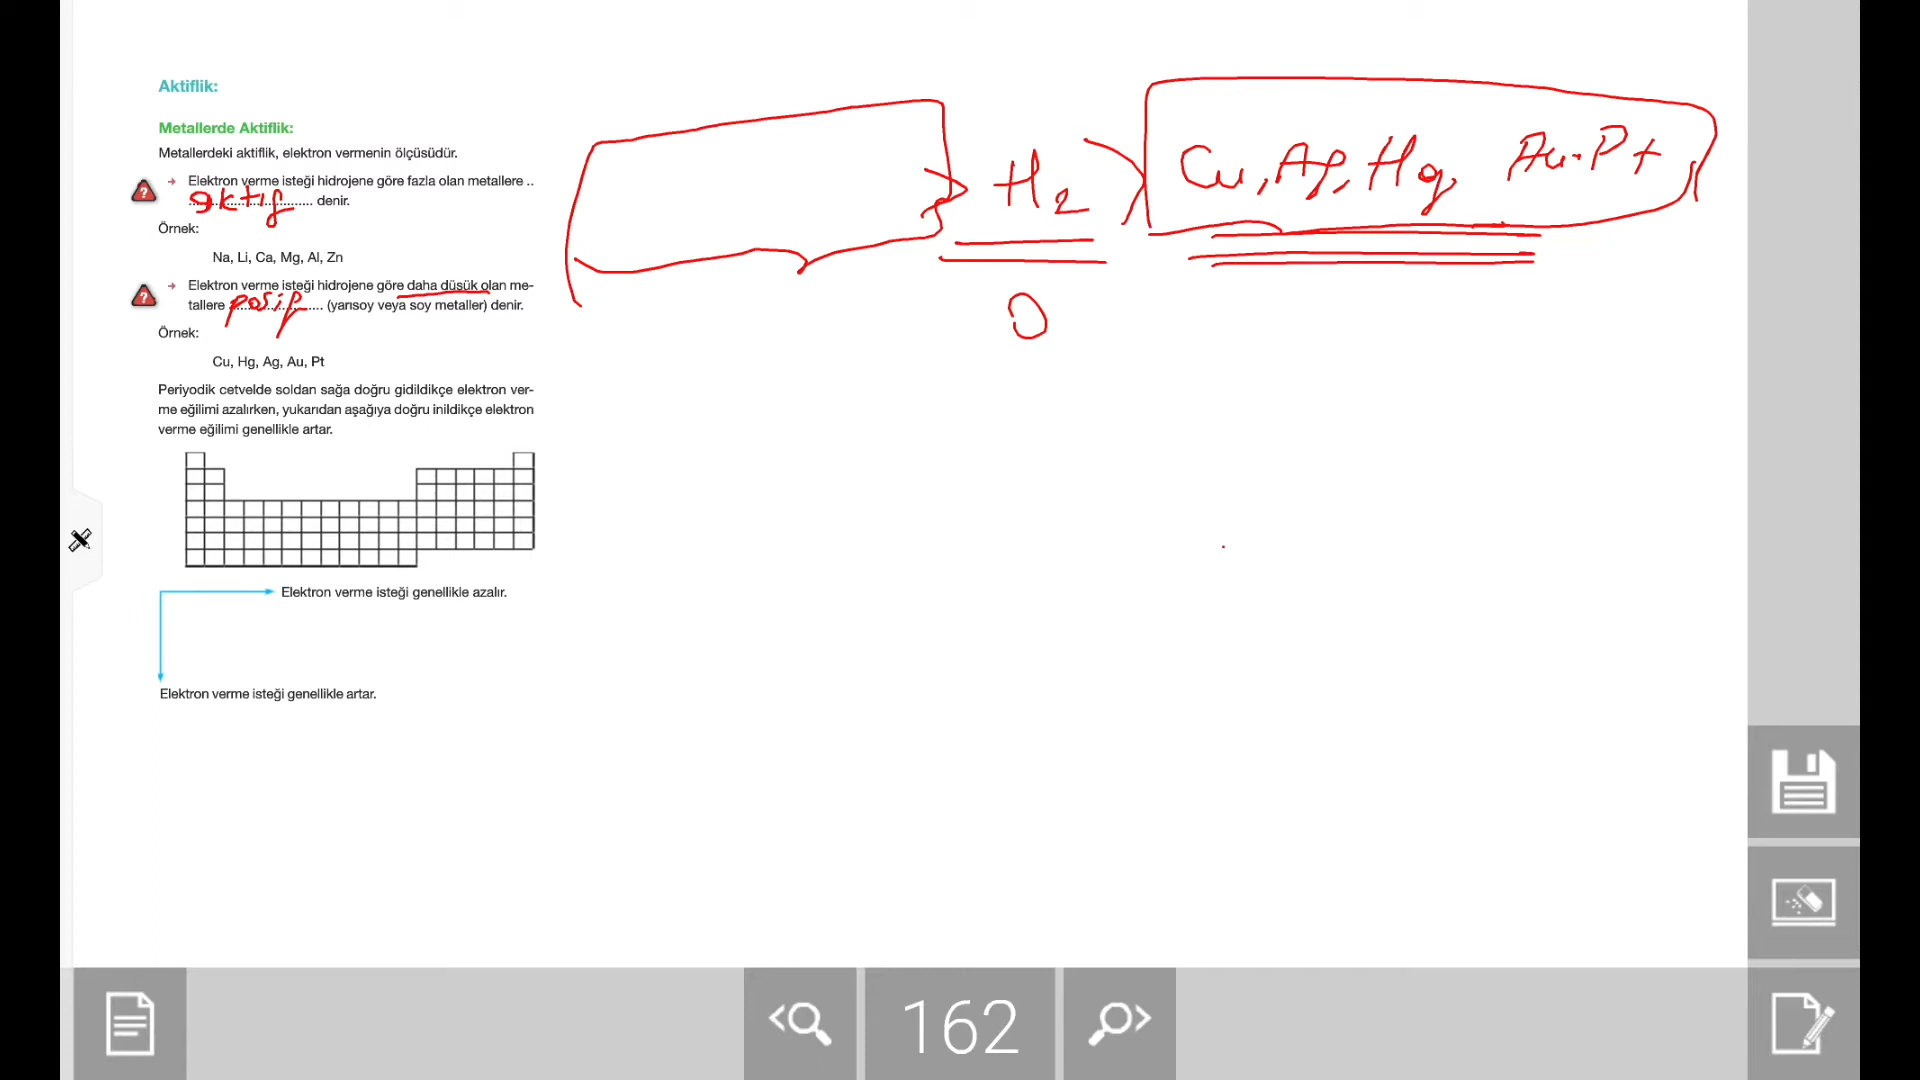 Aktiflik:
Metallerde Aktiflik:
Metallerdeki aktiflik, elektron vermenin ölçüsüdür.
→ Elektron verme isteği hidrojene göre fazla olan metallere ..
aktif ............ denir.
Örnek:
Na, Li, Ca, Mg, Al, Zn
→ Elektron verme isteği hidrojene göre daha düşük olan me-
tallere pasif .... (yarısoy veya soy metaller) denir.
Örnek:
Cu, Hg, Ag, Au, Pt
Periyodik cetvelde soldan sağa doğru gidildikçe elektron ver-
me eğilimi azalırken, yukarıdan aşağıya doğru inildikçe elektron
verme eğilimi genellikle artar.
Elektron verme isteği genellikle azalır.
Elektron verme isteği genellikle artar.
> H2 > Cu, Ag, Hg, Au. Pt
0
162